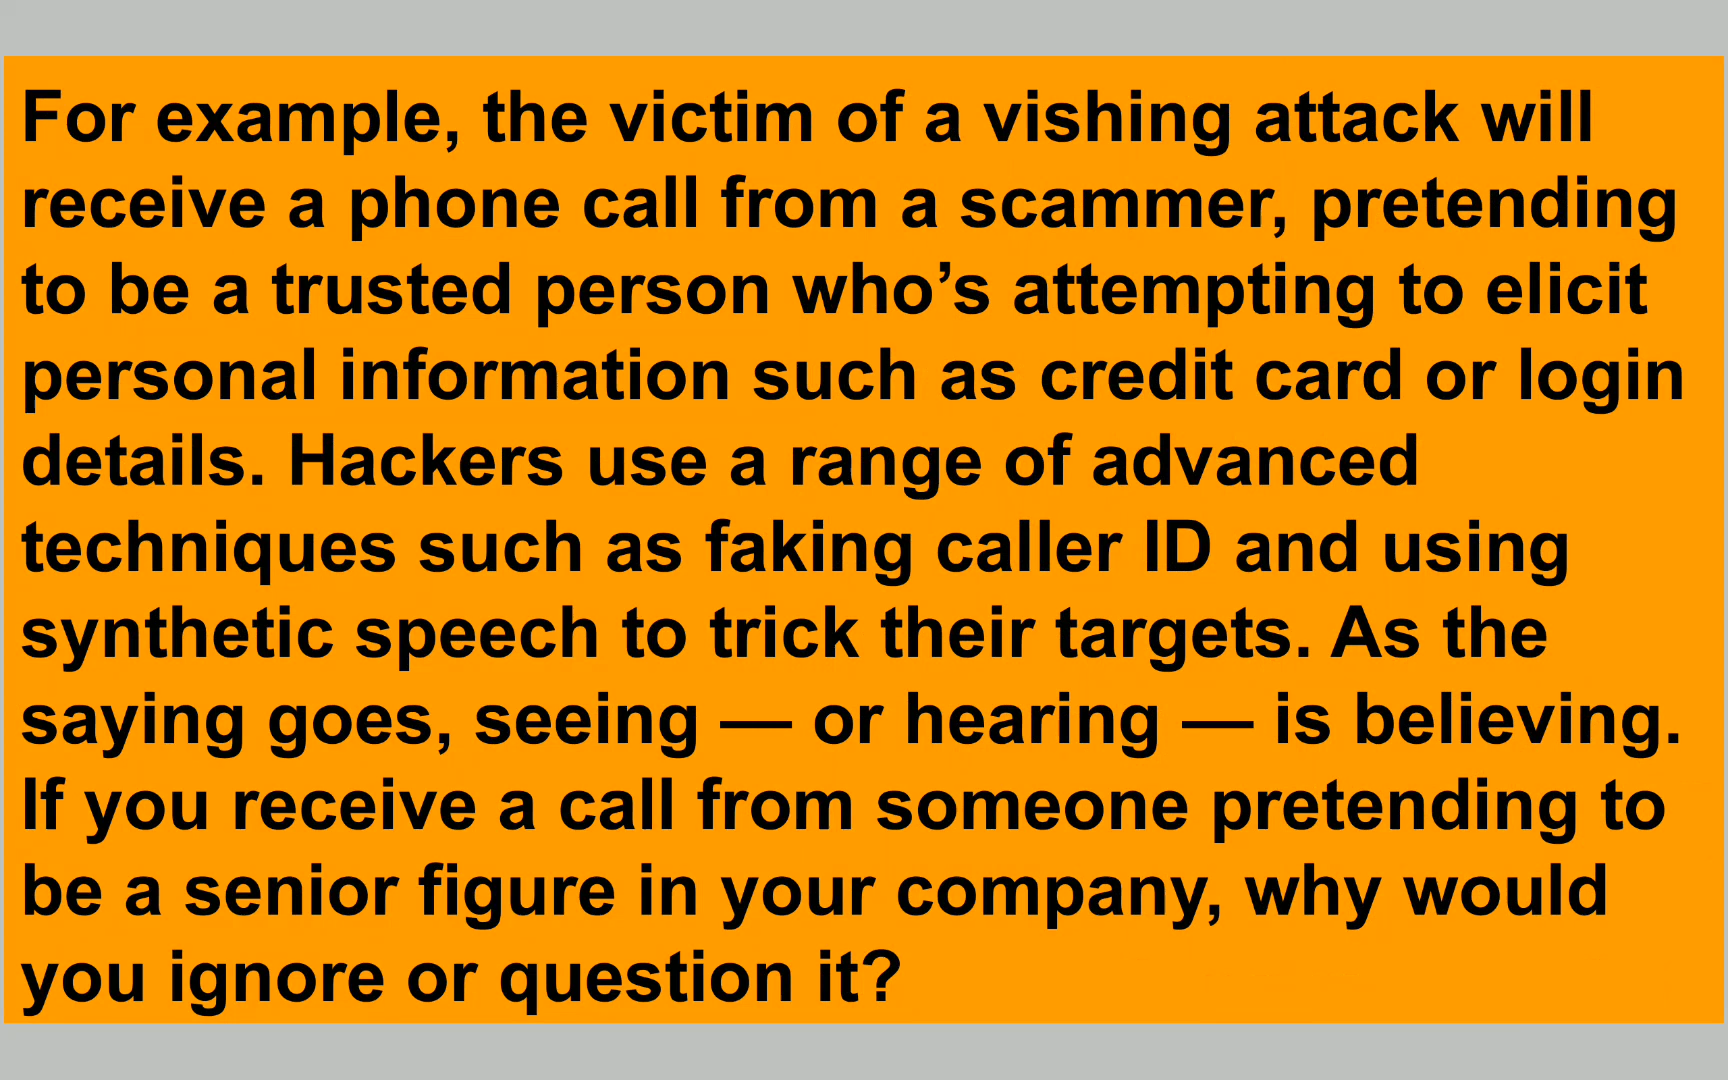 For example, the victim of a vishing attack will
receive a phone call from a scammer, pretending
to be a trusted person who’s attempting to elicit
personal information such as credit card or login
details. Hackers use a range of advanced
techniques such as faking caller ID and using
synthetic speech to trick their targets. As the
saying goes, seeing — or hearing — is believing.
If you receive a call from someone pretending to
be a senior figure in your company, why would
you ignore or question it?